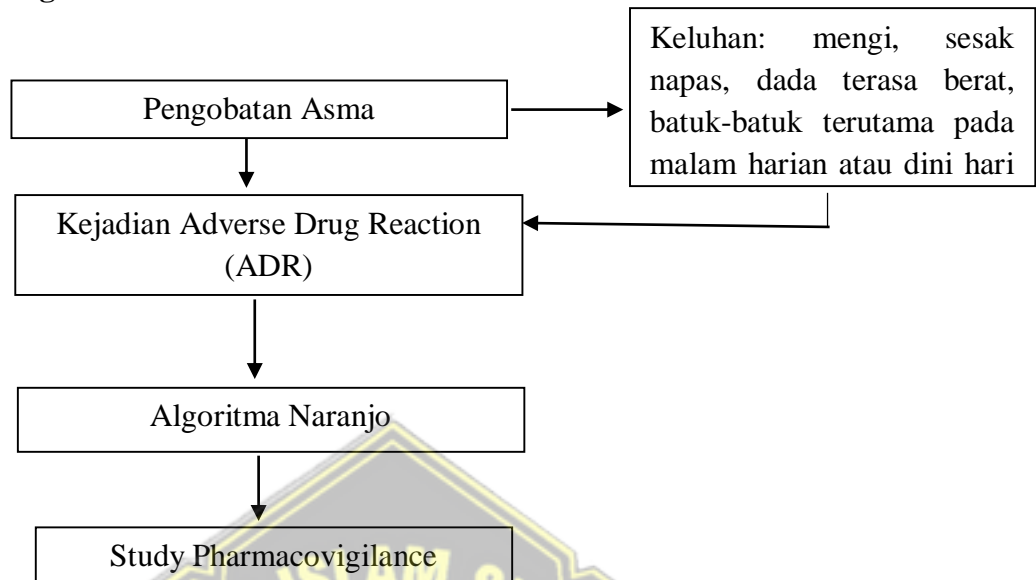 Pengobatan Asma
Keluhan: mengi, sesak
napas, dada terasa berat,
batuk-batuk terutama pada
malam harian atau dini hari
Kejadian Adverse Drug Reaction
(ADR)
Algoritma Naranjo
Study Pharmacovigilance
ISLAM